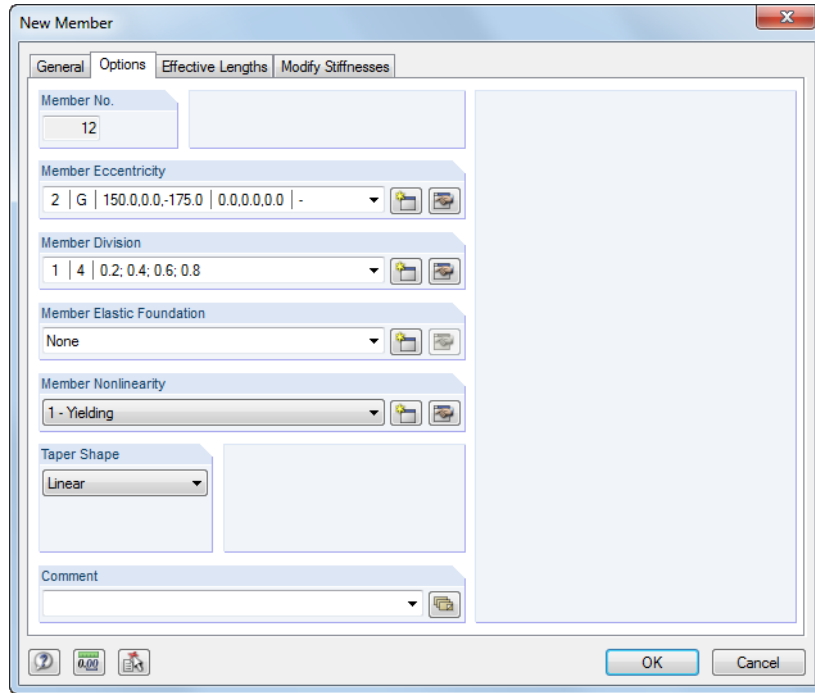 New Member
General Options Effective Lengths Modify Stiffnesses
Member No.
12
Member Eccentricity
2 | G | 150.0,0.0,-175.0 | 0.0,0.0,0.0 | -
Member Division
1 | 4 | 0.2; 0.4; 0.6; 0.8
Member Elastic Foundation
None
Member Nonlinearity
1 - Yielding
Taper Shape
Linear
Comment
0.00
OK Cancel